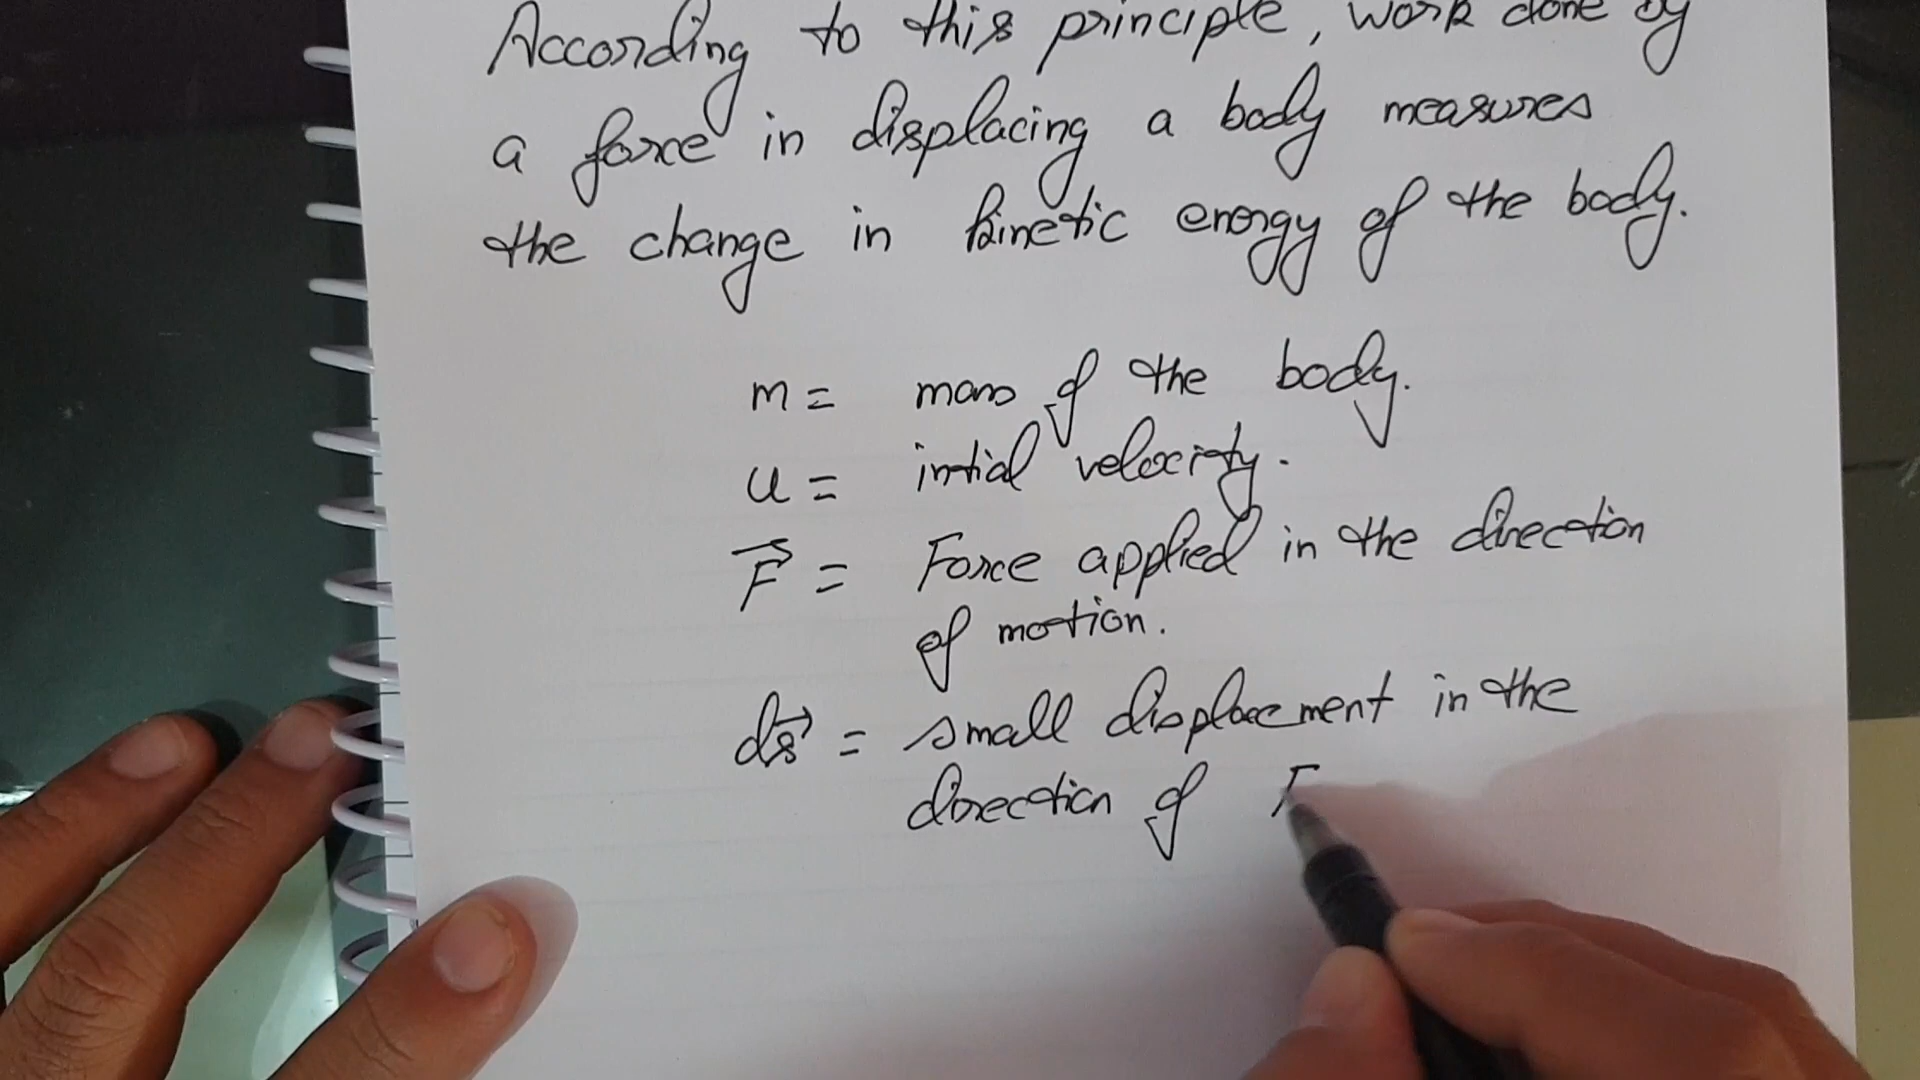 According to this principle, work done by
a force in displacing a body measures
the change in kinetic energy of the body.
m = mass of the body.
u = initial velocity.
F⃗ = Force applied in the direction
of motion.
ds⃗ = small displacement in the
direction of F